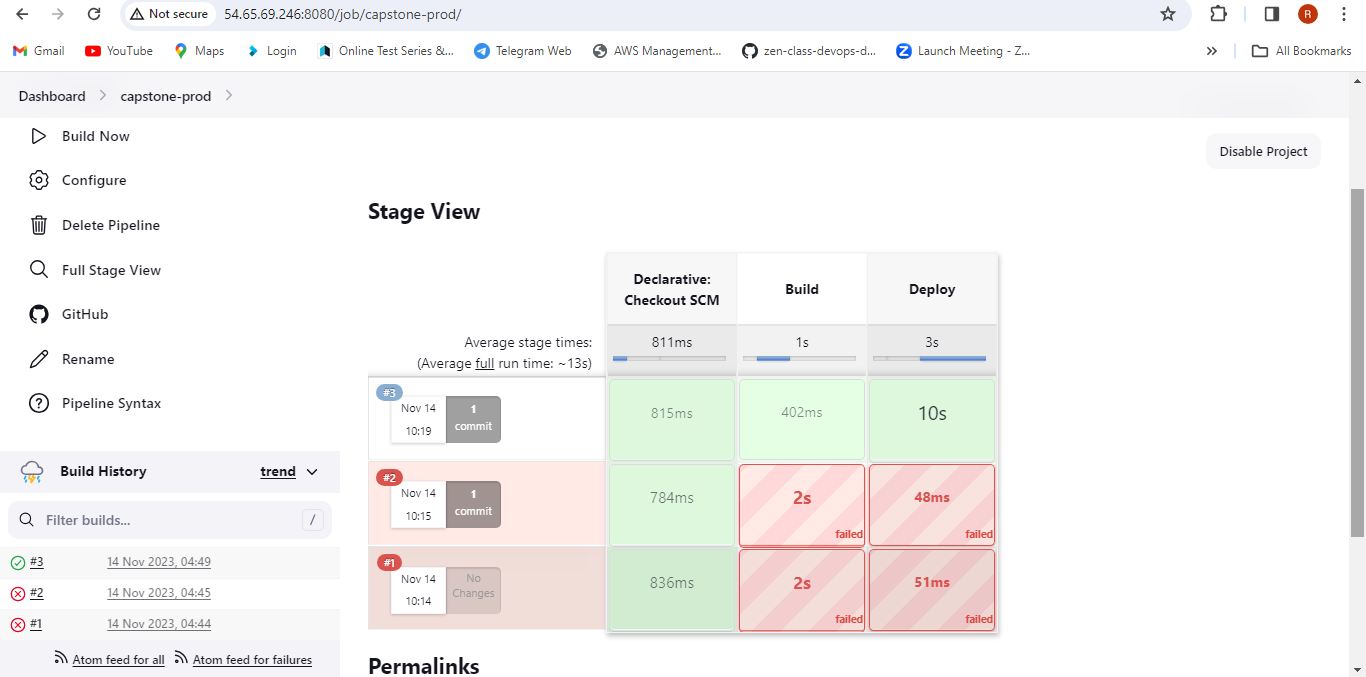 Not secure
54.65.69.246:8080/job/capstone-prod/
R
Gmail
YouTube
Maps
Login
Online Test Series &...
Telegram Web
AWS Management...
zen-class-devops-d...
Launch Meeting - Z...
»
All Bookmarks
Dashboard
capstone-prod
Build Now
Configure
Delete Pipeline
Full Stage View
GitHub
Rename
Pipeline Syntax
Disable Project
Stage View
Declarative:
Checkout SCM
Build
Deploy
Average stage times:
(Average full run time: ~13s)
811ms
1s
3s
#3
Nov 14
10:19
1
commit
815ms
402ms
10s
#2
Nov 14
10:15
1
commit
784ms
2s
failed
48ms
failed
#1
Nov 14
10:14
No
Changes
836ms
2s
failed
51ms
failed
Build History
trend
Filter builds...
/
#3
14 Nov 2023, 04:49
#2
14 Nov 2023, 04:45
#1
14 Nov 2023, 04:44
Atom feed for all
Atom feed for failures
Permalinks